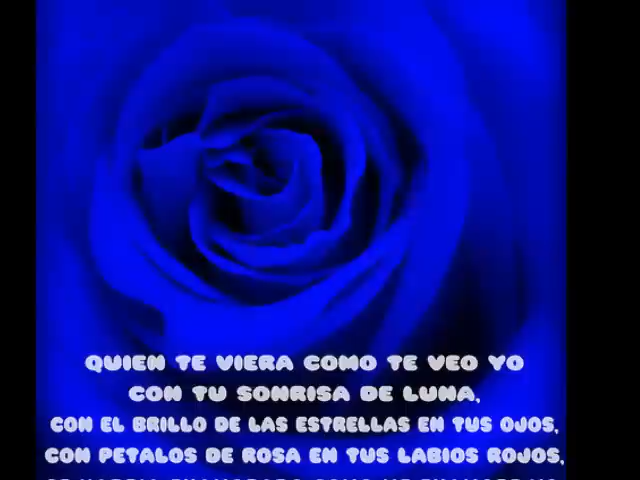 QUIEN TE VIERA COMO TE VEO YO
CON TU SONRISA DE LUNA,
CON EL BRILLO DE LAS ESTRELLAS EN TUS OJOS,
CON PETALOS DE ROSA EN TUS LABIOS ROJOS,